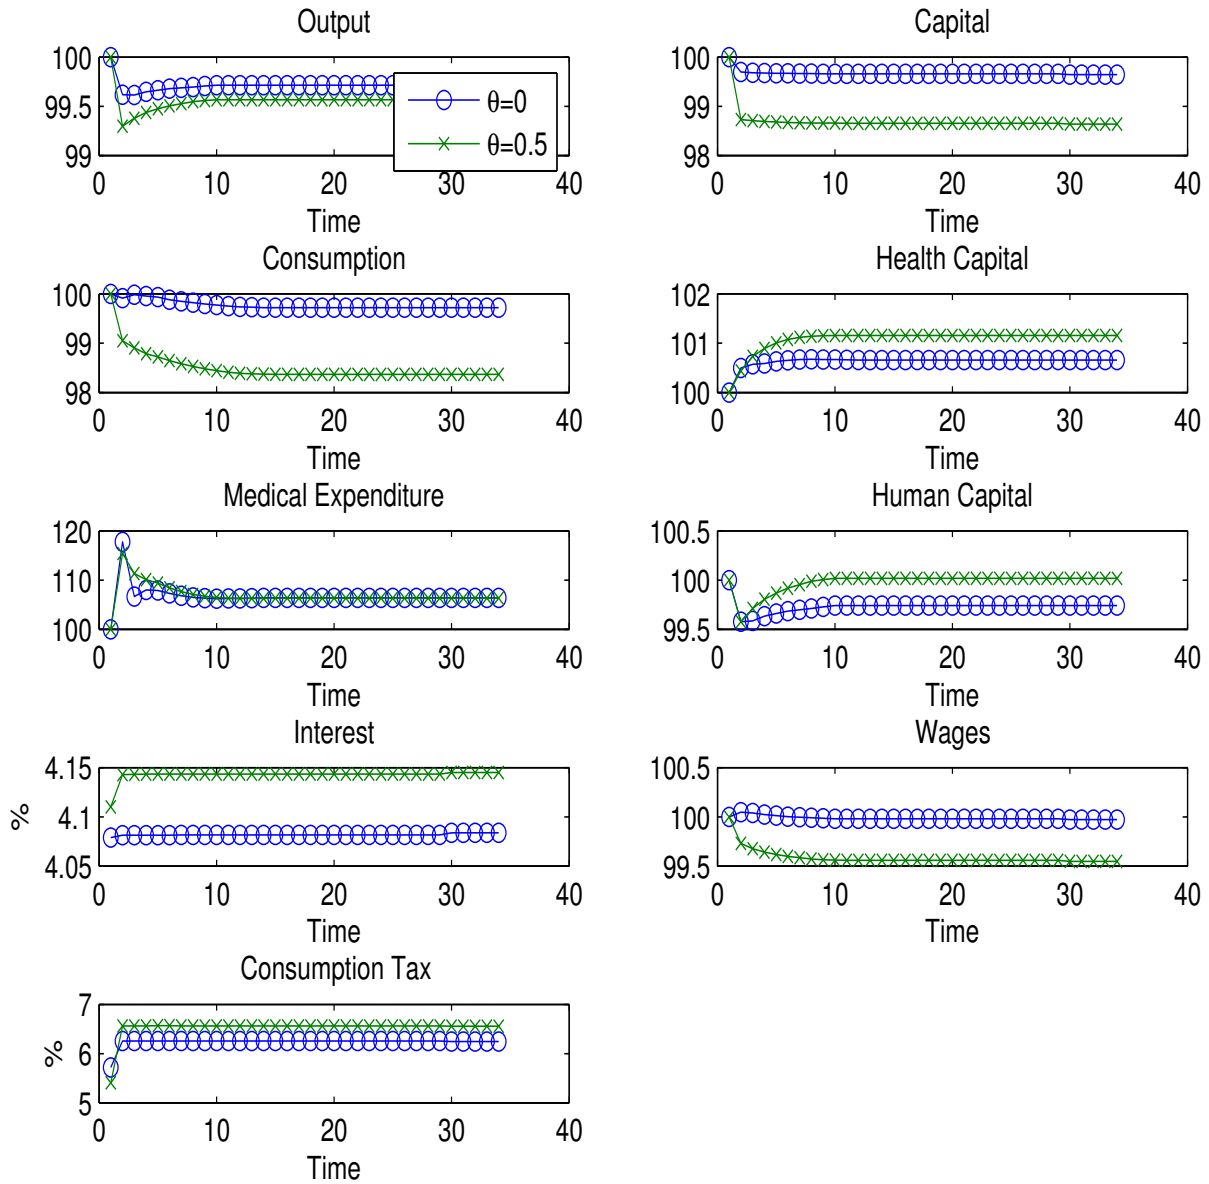 Output
100
99.5
99
0 10 20 30 40
Time
θ=0
θ=0.5
Capital
100
99
98
0 10 20 30 40
Time
Consumption
100
99
98
0 10 20 30 40
Time
Health Capital
102
101
100
0 10 20 30 40
Time
Medical Expenditure
120
110
100
0 10 20 30 40
Time
Human Capital
100.5
100
99.5
0 10 20 30 40
Time
Interest
%
4.15
4.1
4.05
0 10 20 30 40
Time
Wages
100.5
100
99.5
0 10 20 30 40
Time
Consumption Tax
%
7
6
5
0 10 20 30 40
Time